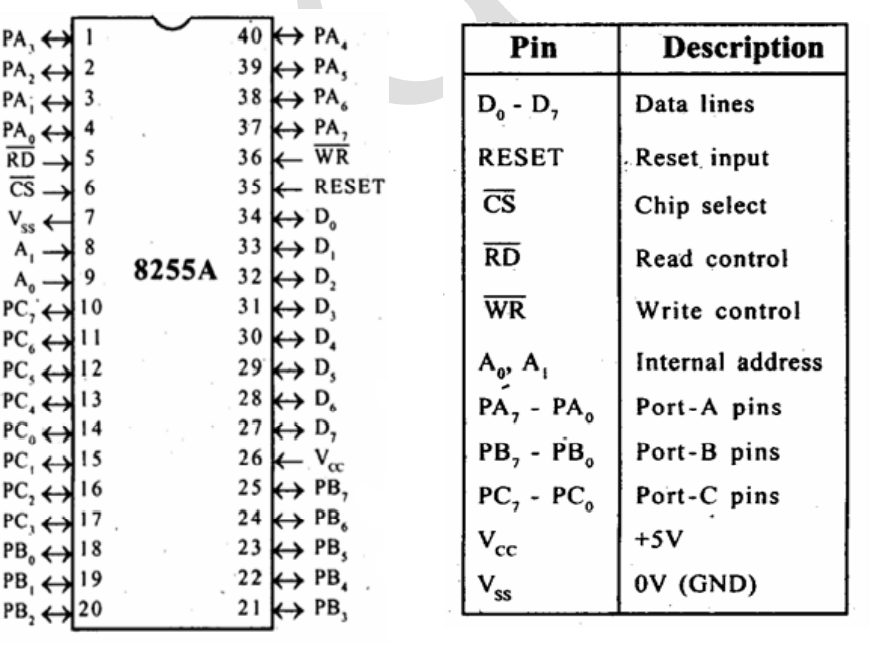 PA₃ 1 40 PA₄
PA₂ 2 39 PA₅
PA₁ 3 38 PA₆
PA₀ 4 37 PA₇
R̅D̅ 5 36 W̅R̅
C̅S̅ 6 35 RESET
Vss 7 34 D₀
A₁ 8 33 D₁
A₀ 9 8255A 32 D₂
PC₇ 10 31 D₃
PC₆ 11 30 D₄
PC₅ 12 29 D₅
PC₄ 13 28 D₆
PC₀ 14 27 D₇
PC₁ 15 26 Vcc
PC₂ 16 25 PB₇
PC₃ 17 24 PB₆
PB₀ 18 23 PB₅
PB₁ 19 22 PB₄
PB₂ 20 21 PB₃
Pin Description
D₀ - D₇ Data lines
RESET Reset input
C̅S̅ Chip select
R̅D̅ Read control
W̅R̅ Write control
A₀, A₁ Internal address
PA₇ - PA₀ Port-A pins
PB₇ - PB₀ Port-B pins
PC₇ - PC₀ Port-C pins
Vcc +5V
Vss 0V (GND)